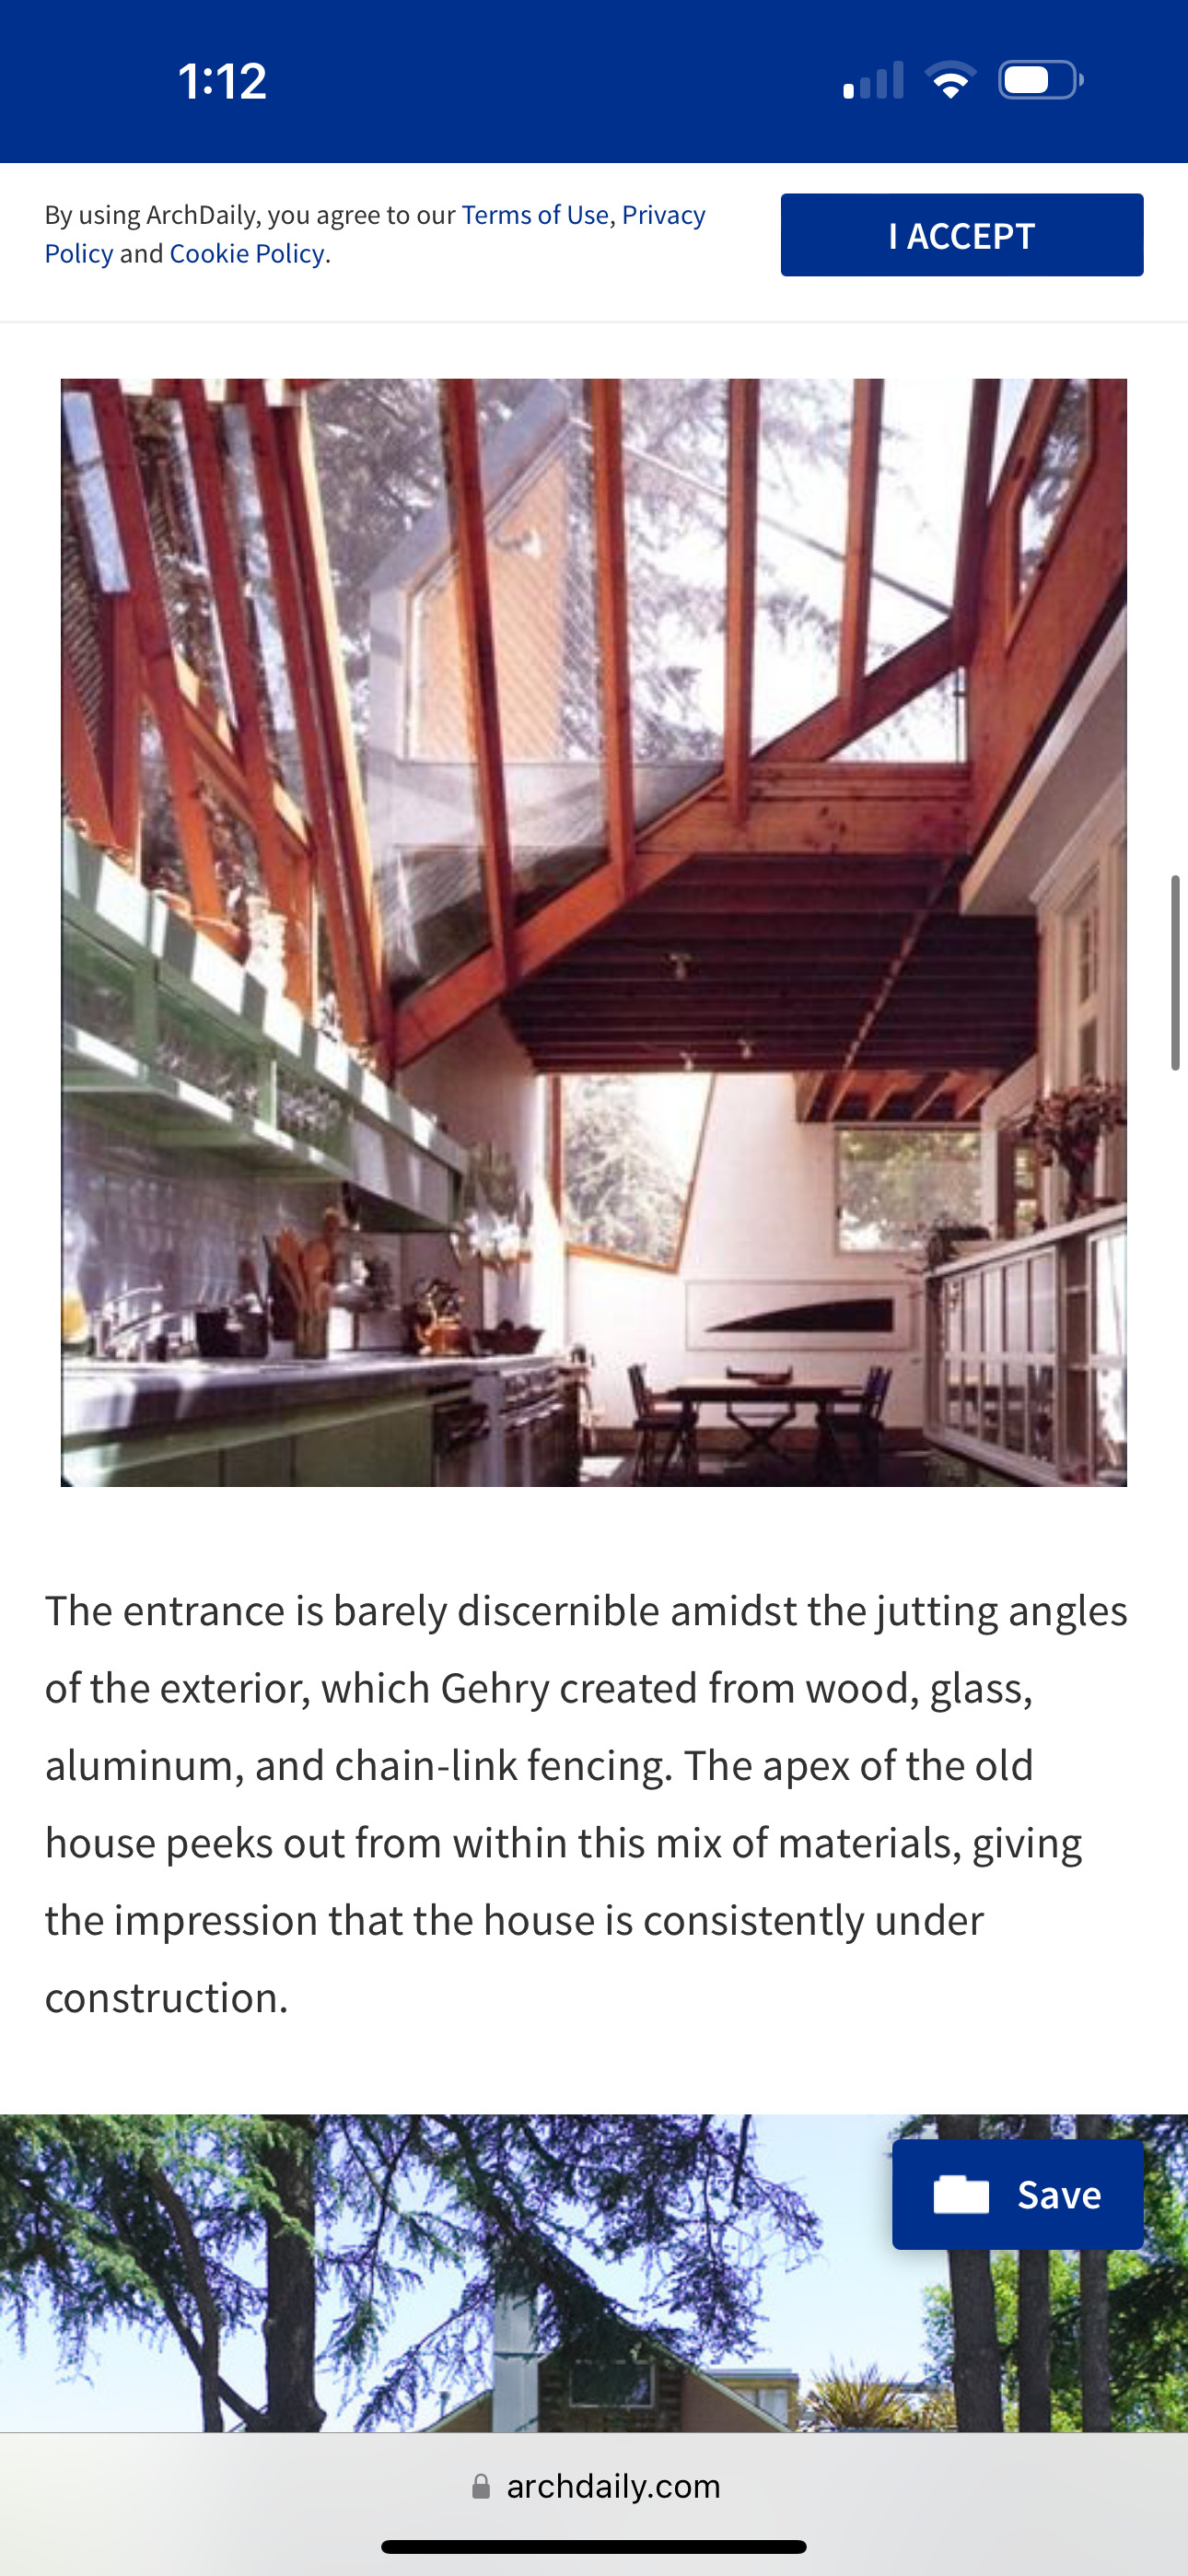 1:12
By using ArchDaily, you agree to our Terms of Use, Privacy
Policy and Cookie Policy.
I ACCEPT
The entrance is barely discernible amidst the jutting angles
of the exterior, which Gehry created from wood, glass,
aluminum, and chain-link fencing. The apex of the old
house peeks out from within this mix of materials, giving
the impression that the house is consistently under
construction.
Save
archdaily.com